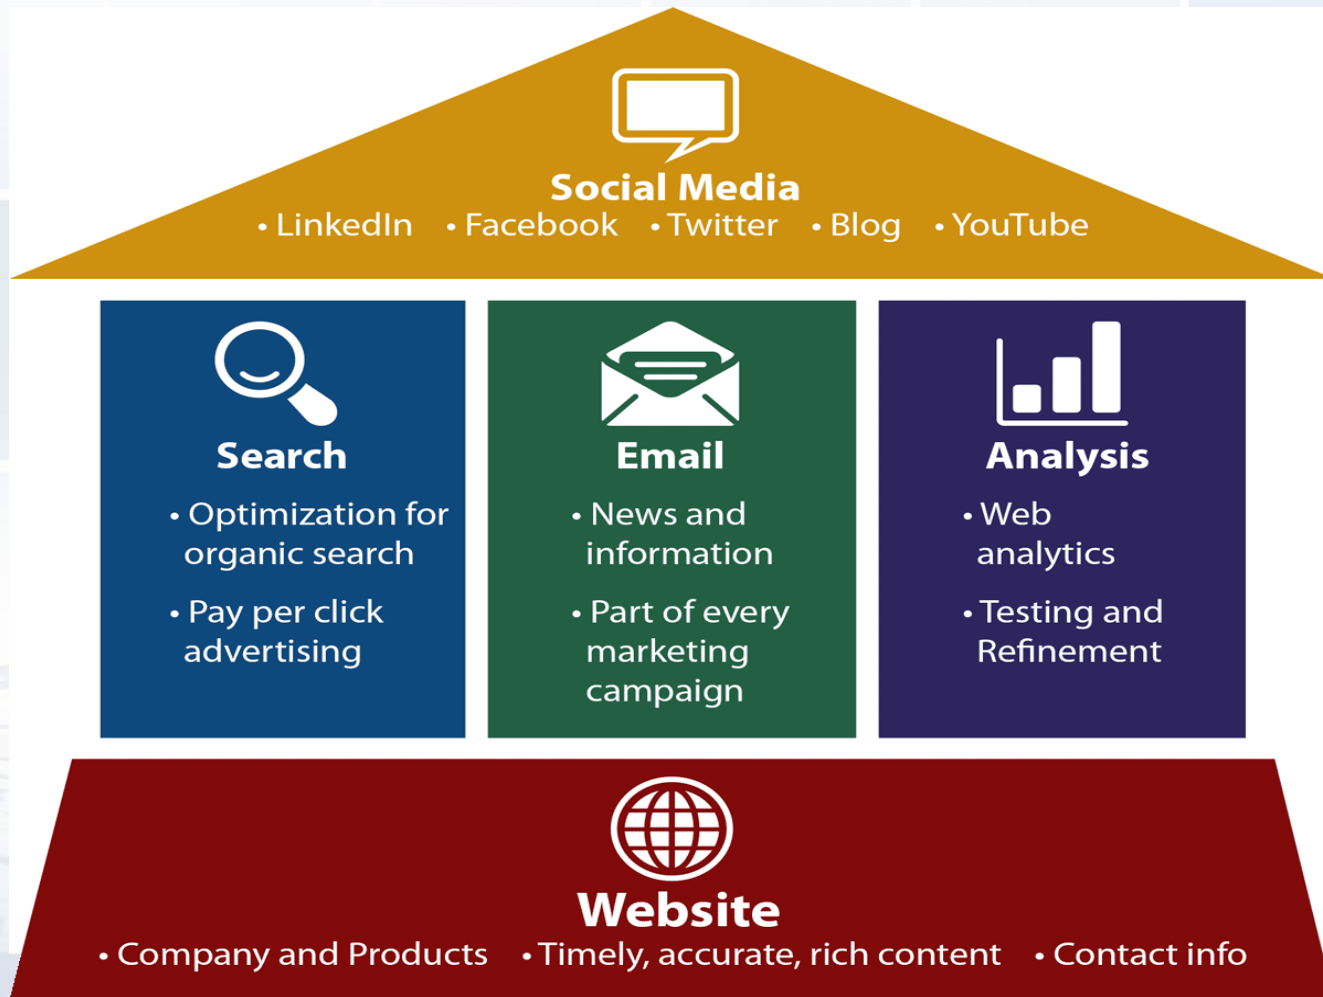 Social Media
• LinkedIn • Facebook • Twitter • Blog • YouTube
Search
• Optimization for
organic search
• Pay per click
advertising
Email
• News and
information
• Part of every
marketing
campaign
Analysis
• Web
analytics
• Testing and
Refinement
Website
• Company and Products • Timely, accurate, rich content • Contact info